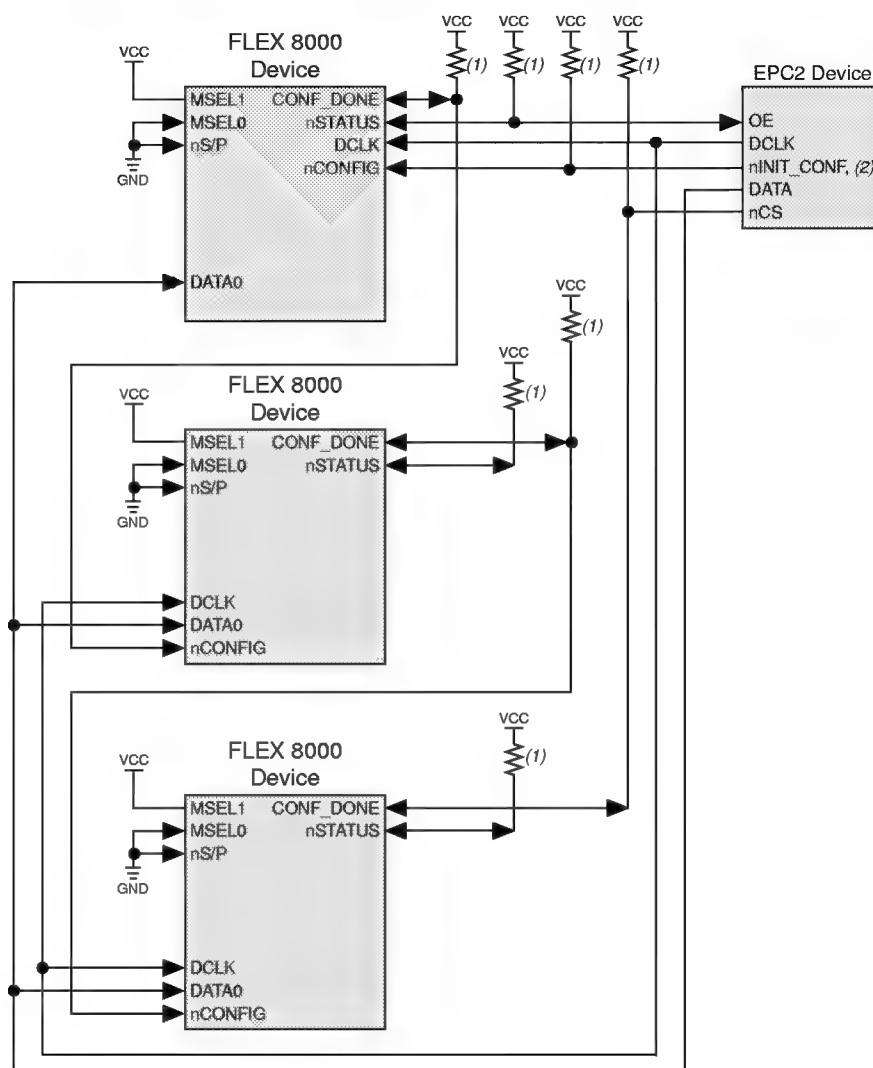 VCC VCC VCC VCC
(1) (1) (1) (1)
VCC
FLEX 8000
Device
MSEL1 CONF_DONE
MSEL0 nSTATUS
nS/P DCLK
nCONFIG
GND
DATA0
EPC2 Device
OE
DCLK
nINIT_CONF, (2)
DATA
nCS
VCC
(1)
VCC
(1)
VCC
FLEX 8000
Device
MSEL1 CONF_DONE
MSEL0 nSTATUS
nS/P
GND
DCLK
DATA0
nCONFIG
VCC
(1)
VCC
FLEX 8000
Device
MSEL1 CONF_DONE
MSEL0 nSTATUS
nS/P
GND
DCLK
DATA0
nCONFIG